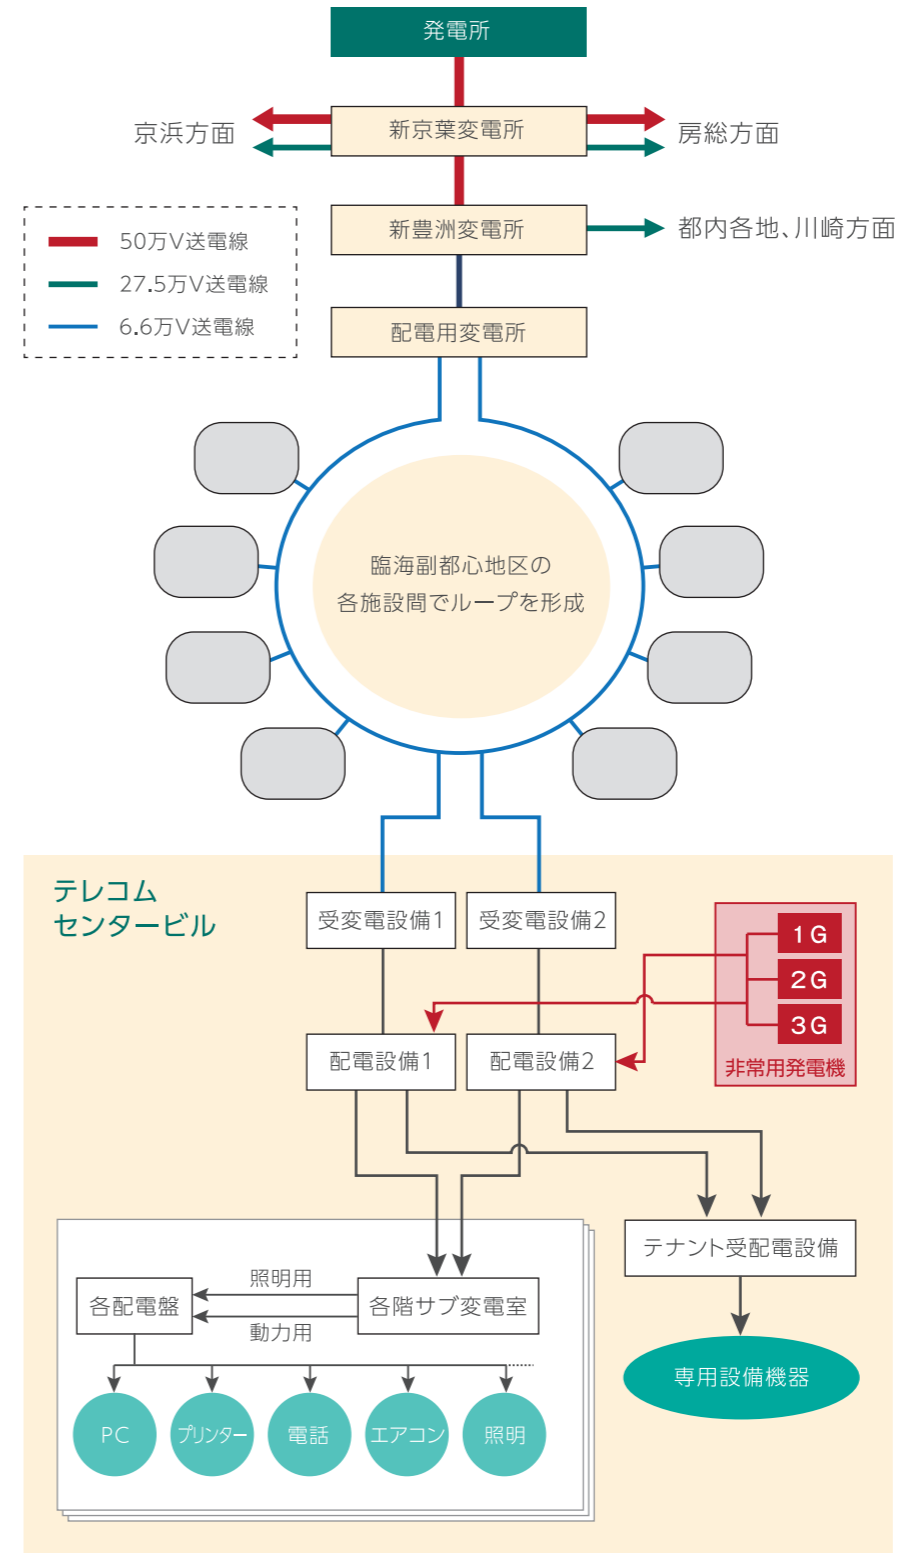 発電所
京浜方面
新京葉変電所
房総方面
50万V送電線
27.5万V送電線
6.6万V送電線
新豊洲変電所
都内各地、川崎方面
配電用変電所
臨海副都心地区の
各施設間でループを形成
テレコム
センタービル
受変電設備1
受変電設備2
1G
2G
3G
非常用発電機
配電設備1
配電設備2
テナント受配電設備
各配電盤
照明用
動力用
各階サブ変電室
専用設備機器
PC
プリンター
電話
エアコン
照明